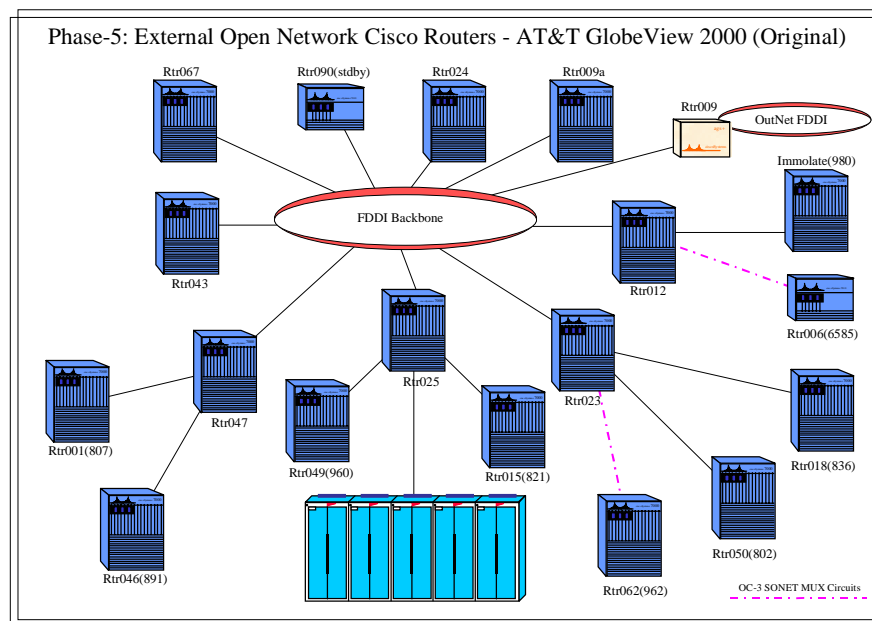 Phase-5: External Open Network Cisco Routers - AT&T GlobeView 2000 (Original)
Rtr067
Rtr090(stdby)
Rtr024
Rtr009a
Rtr009
OutNet FDDI
Immolate(980)
FDDI Backbone
Rtr043
Rtr012
Rtr006(6585)
Rtr025
Rtr023
Rtr047
Rtr001(807)
Rtr049(960)
Rtr015(821)
Rtr018(836)
Rtr050(802)
Rtr046(891)
Rtr062(962)
OC-3 SONET MUX Circuits